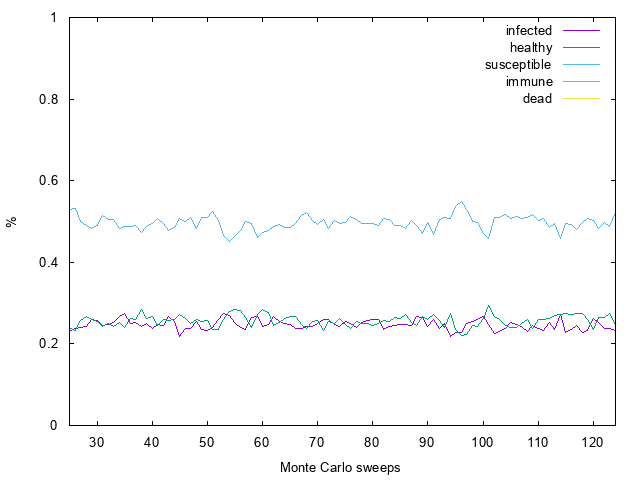 1
0.8
0.6
0.4
0.2
0
%
infected
healthy
susceptible
immune
dead
30 40 50 60 70 80 90 100 110 120
Monte Carlo sweeps